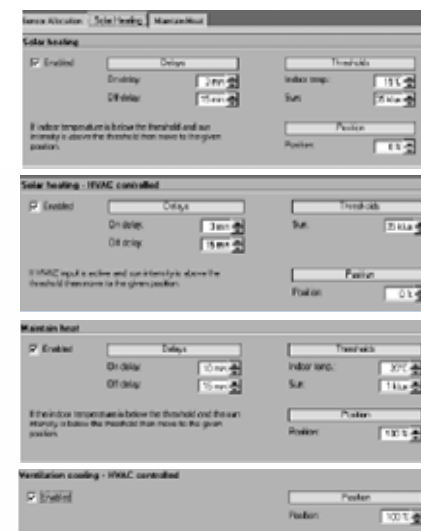 Sensor Allocation Solar Heating Maintain Heat
Solar heating
Enabled Delays Thresholds
On delay: 3 min Indoor temp.:
Off delay: 15 min Sun:
If indoor temperature is below the threshold and sun
intensity is above the threshold then move to the given
position.
Position
Position: 0 %
Solar heating - HVAC controlled
Enabled Delays Thresholds
On delay: 3 min Sun:
Off delay: 15 min
If HVAC input is active and sun intensity is above the
threshold then move to the given position.
Position
Position: 0 %
Maintain heat
Enabled Delays Thresholds
On delay: 10 min Indoor temp.: 20°C
Off delay: 15 min Sun: 1 klux
If the indoor temperature is below the threshold and the sun
intensity is below the threshold then move to the given
position.
Position
Position: 100 %
Ventilation cooling - HVAC controlled
Enabled Position
Position: 100 %